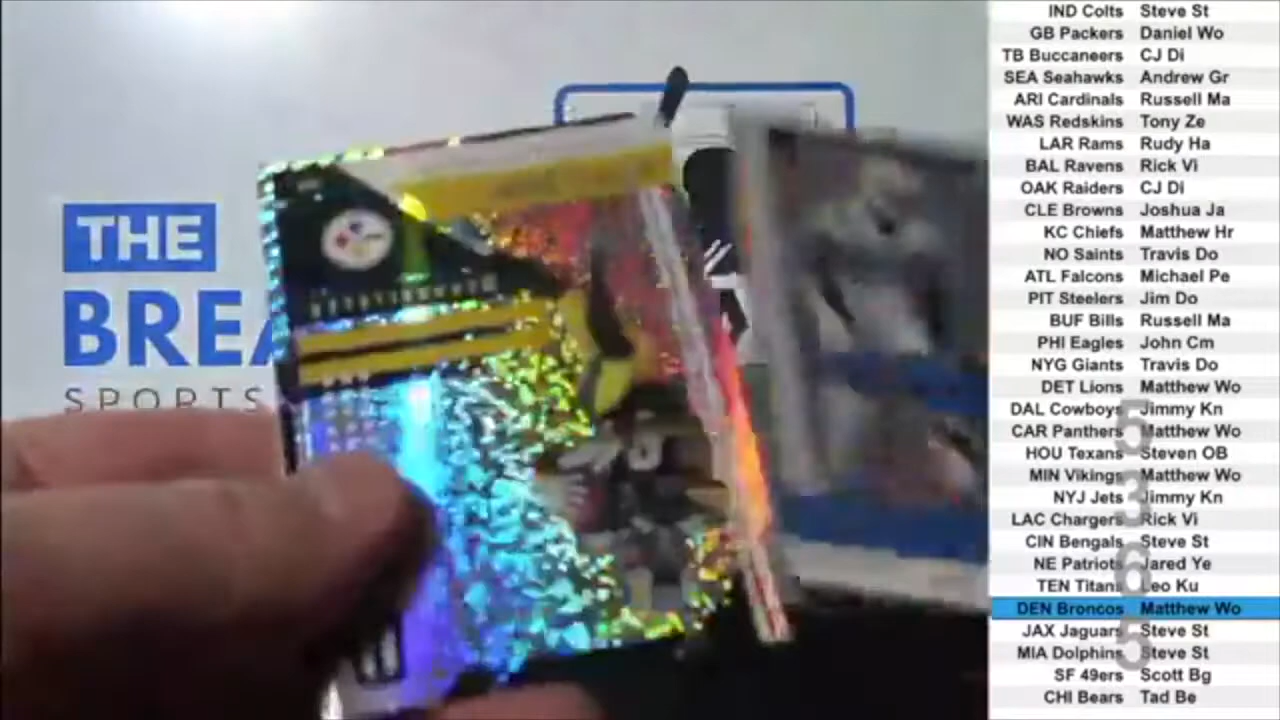 THE
BREA
SPORTS
IND Colts Steve St
GB Packers Daniel Wo
TB Buccaneers CJ Di
SEA Seahawks Andrew Gr
ARI Cardinals Russell Ma
WAS Redskins Tony Ze
LAR Rams Rudy Ha
BAL Ravens Rick Vi
OAK Raiders CJ Di
CLE Browns Joshua Ja
KC Chiefs Matthew Hr
NO Saints Travis Do
ATL Falcons Michael Pe
PIT Steelers Jim Do
BUF Bills Russell Ma
PHI Eagles John Cm
NYG Giants Travis Do
DET Lions Matthew Wo
DAL Cowboys Jimmy Kn
CAR Panthers Matthew Wo
HOU Texans Steven OB
MIN Vikings Matthew Wo
NYJ Jets Jimmy Kn
LAC Chargers Rick Vi
CIN Bengals Steve St
NE Patriots Jared Ye
TEN Titans Leo Ku
DEN Broncos Matthew Wo
JAX Jaguars Steve St
MIA Dolphins Steve St
SF 49ers Scott Bg
CHI Bears Tad Be